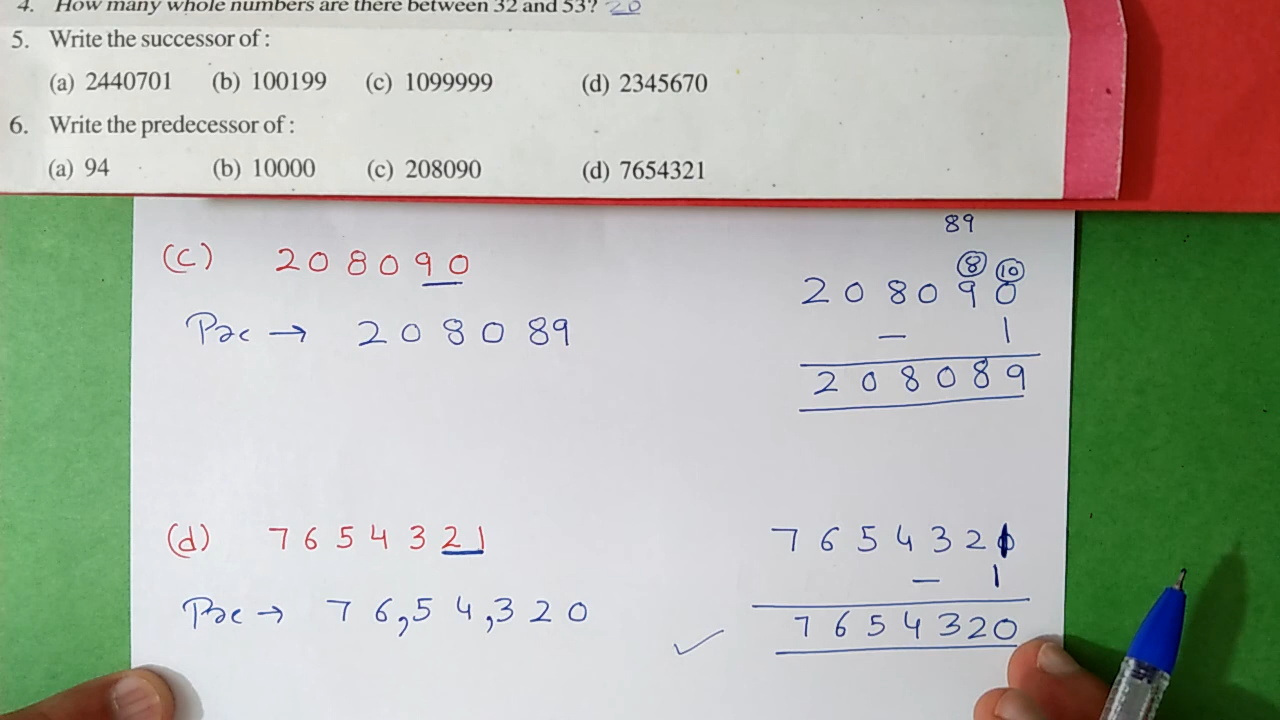 4. How many whole numbers are there between 32 and 53? 20
5. Write the successor of :
(a) 2440701 (b) 100199 (c) 1099999 (d) 2345670
6. Write the predecessor of :
(a) 94 (b) 10000 (c) 208090 (d) 7654321
(c) 208090
Pre → 208089
89
8 10
208090
— 1
208089
(d) 7654321
Pre → 76,54,320
7654321
— 1
7654320